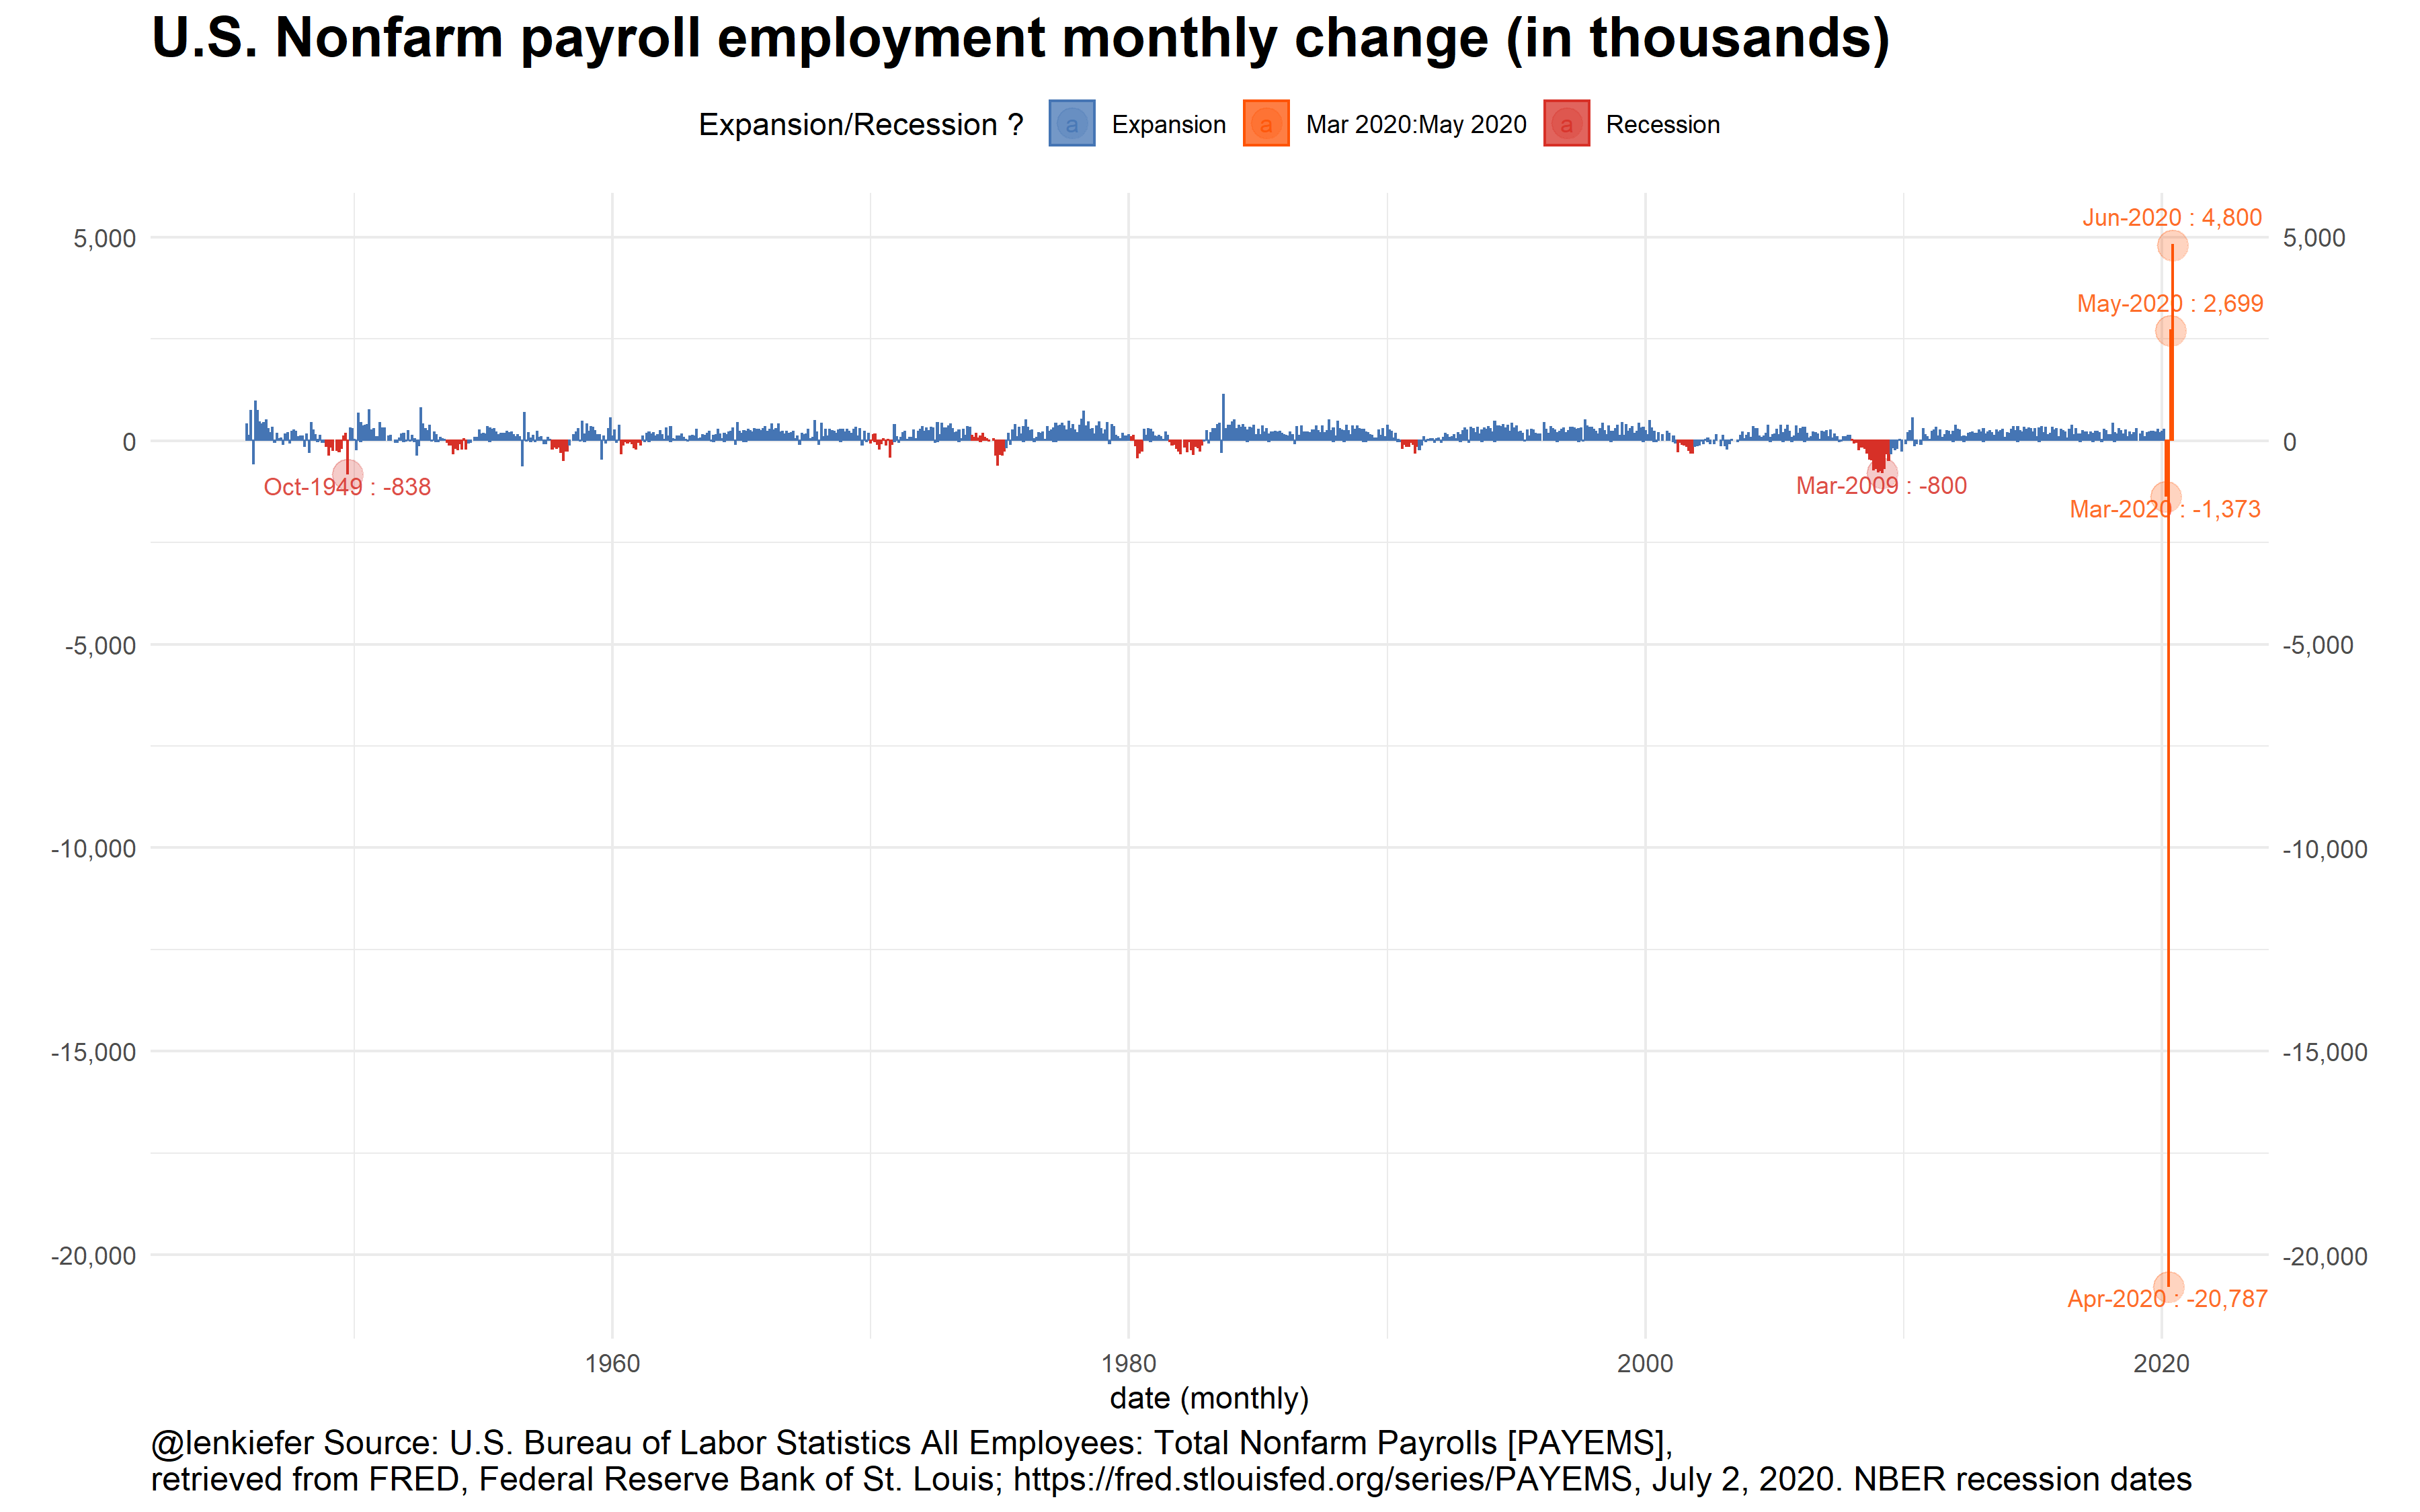 U.S. Nonfarm payroll employment monthly change (in thousands)
Expansion/Recession ? a Expansion a Mar 2020:May 2020 a Recession
Jun-2020 : 4,800
5,000 5,000
May-2020 : 2,699
0 0
Oct-1949 : -838 Mar-2009 : -800
Mar-2020 : -1,373
-5,000 -5,000
-10,000 -10,000
-15,000 -15,000
-20,000 -20,000
Apr-2020 : -20,787
1960 1980 2000 2020
date (monthly)
@lenkiefer Source: U.S. Bureau of Labor Statistics All Employees: Total Nonfarm Payrolls [PAYEMS],
retrieved from FRED, Federal Reserve Bank of St. Louis; https://fred.stlouisfed.org/series/PAYEMS, July 2, 2020. NBER recession dates